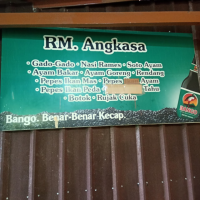 RM. Angkasa
· Gado-Gado · Nasi Rames · Soto Ayam
· Ayam Bakar · Ayam Goreng · Rendang
· Pepes Ikan Mas · Pepes Ayam
· Pepes Ikan Peda · Tahu
· Botok · Rujak Cuka
Bango. Benar-Benar Kecap.